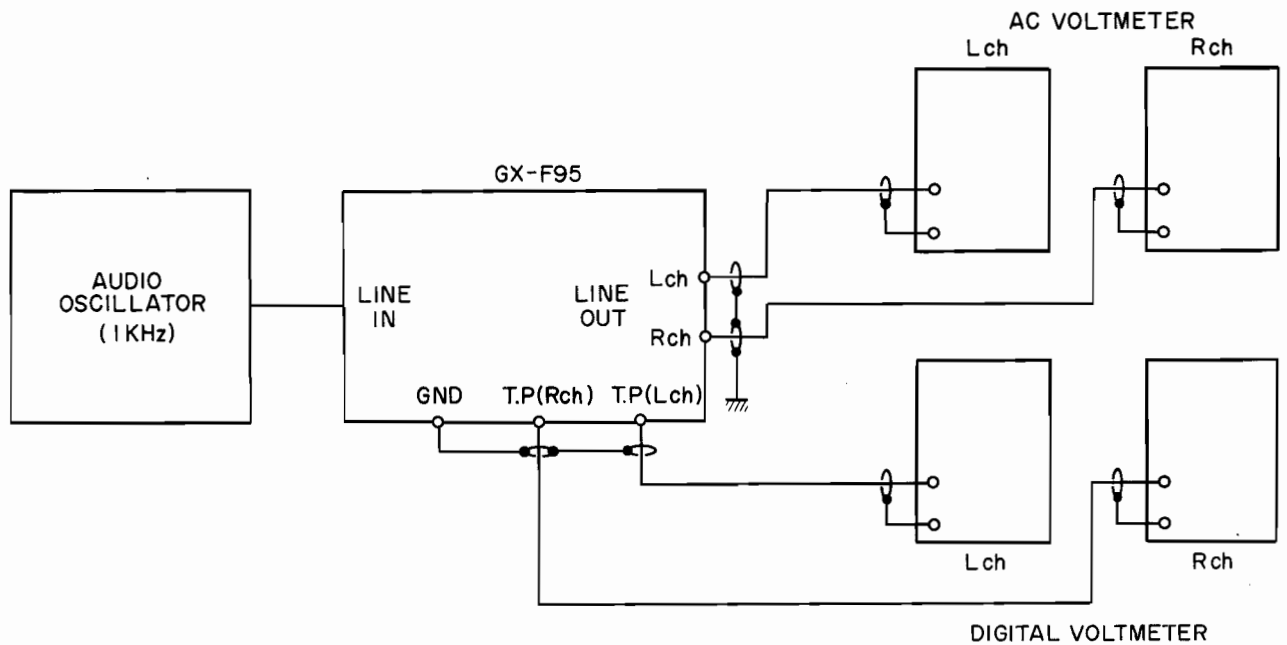 AC VOLTMETER
Lch
Rch
GX-F95
AUDIO
OSCILLATOR
(1KHz)
LINE
IN
LINE
OUT
Lch
Rch
GND
T.P(Rch)
T.P(Lch)
Lch
Rch
DIGITAL VOLTMETER